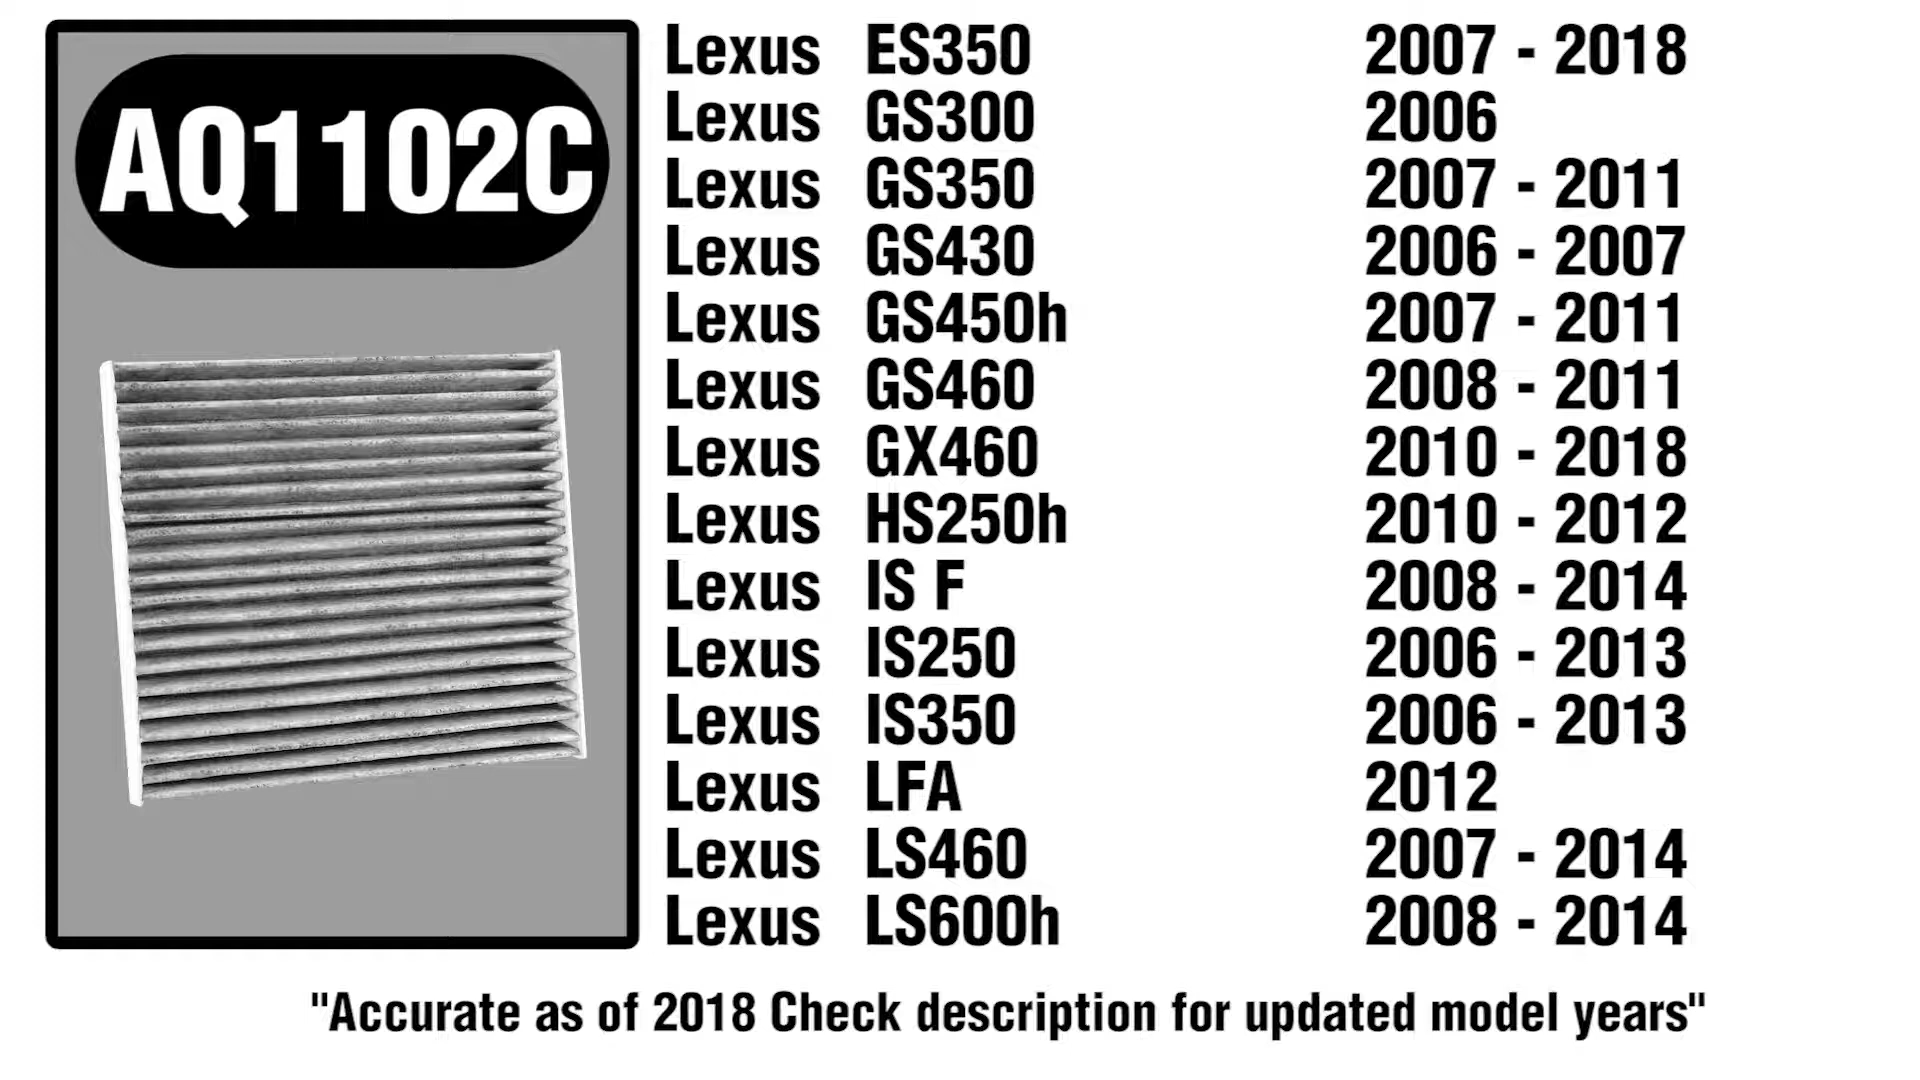 AQ1102C
Lexus ES350 2007 - 2018
Lexus GS300 2006
Lexus GS350 2007 - 2011
Lexus GS430 2006 - 2007
Lexus GS450h 2007 - 2011
Lexus GS460 2008 - 2011
Lexus GX460 2010 - 2018
Lexus HS250h 2010 - 2012
Lexus IS F 2008 - 2014
Lexus IS250 2006 - 2013
Lexus IS350 2006 - 2013
Lexus LFA 2012
Lexus LS460 2007 - 2014
Lexus LS600h 2008 - 2014
"Accurate as of 2018 Check description for updated model years"